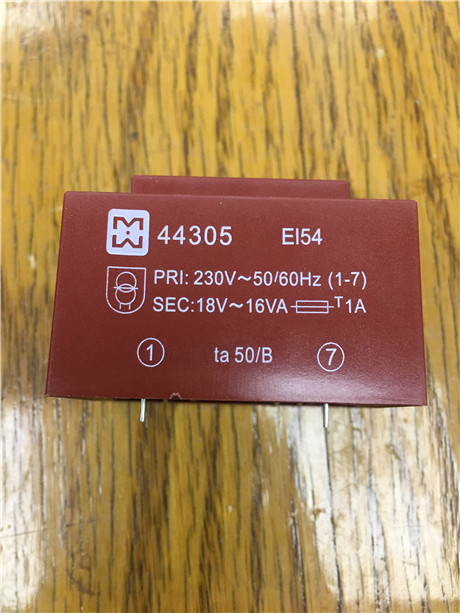 44305 EI54
PRI: 230V~50/60Hz (1-7)
SEC:18V~16VA T1A
1 ta 50/B 7